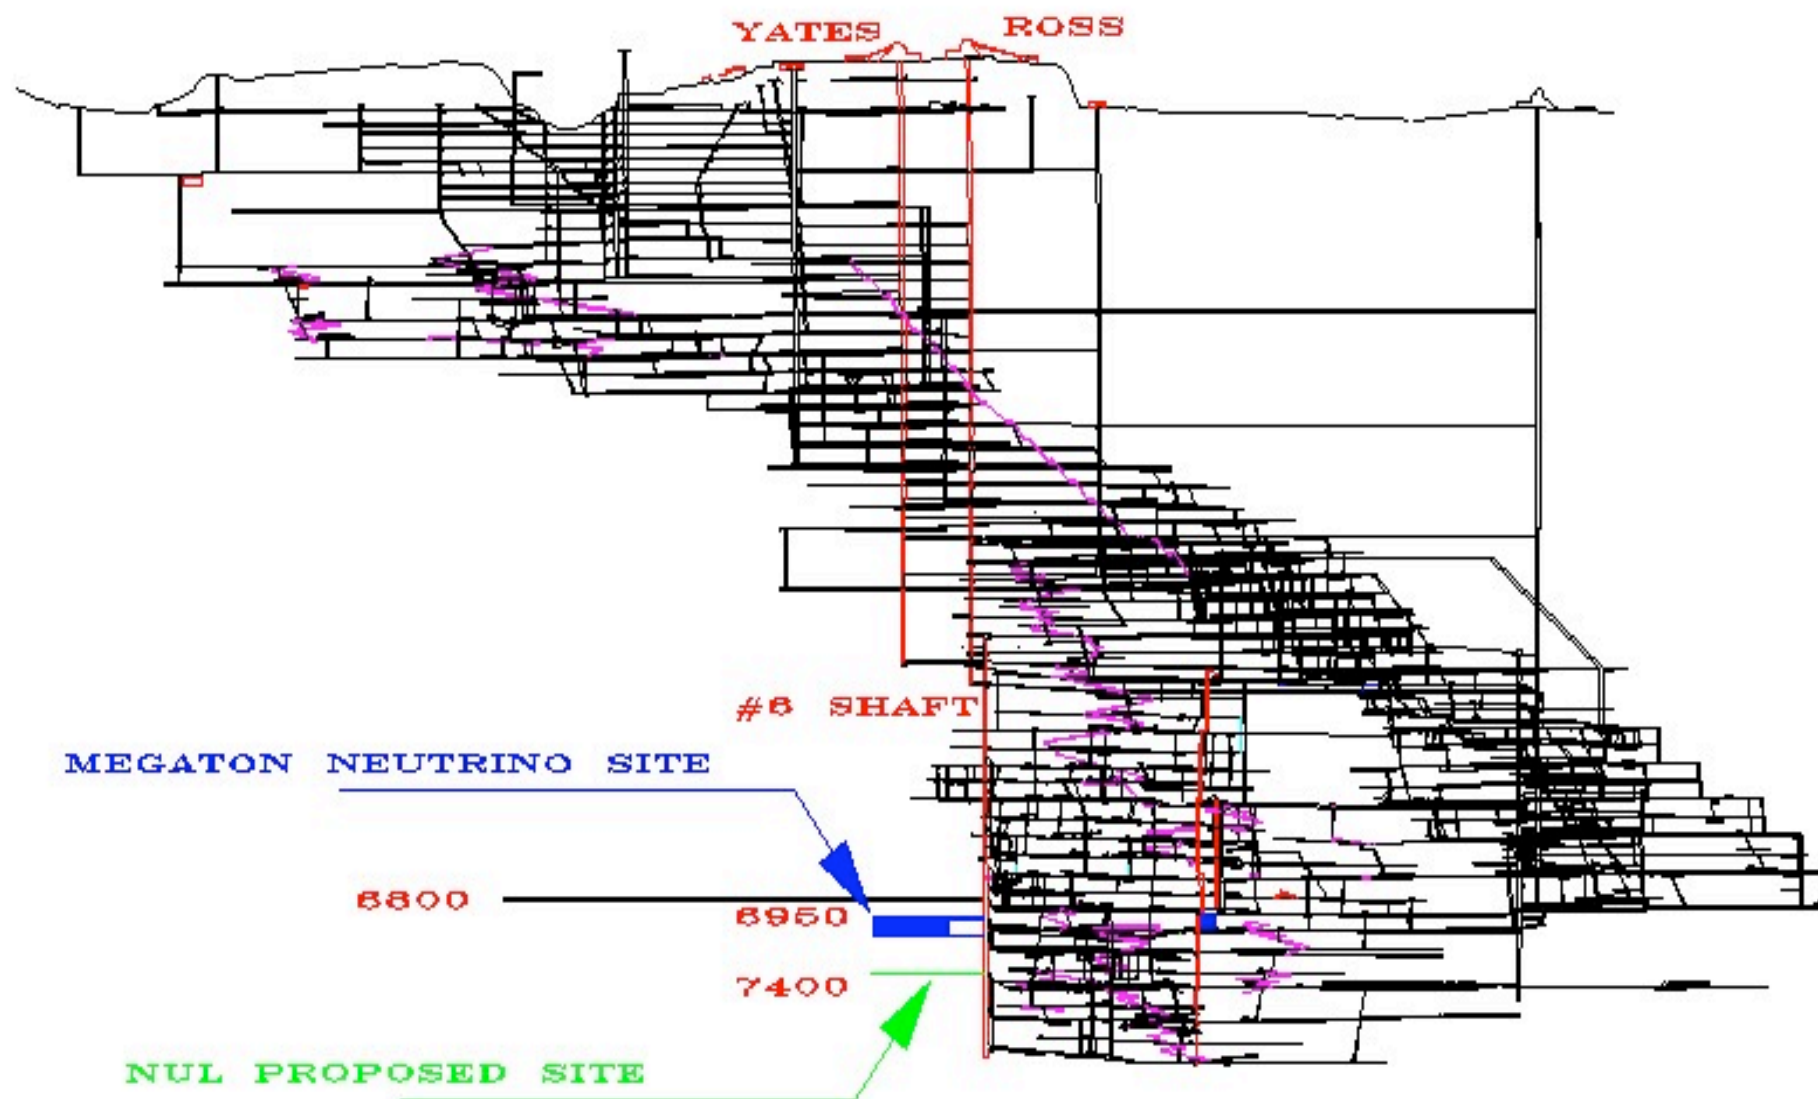 YATES ROSS
#6 SHAFT
MEGATON NEUTRINO SITE
6800
6950
7400
NUL PROPOSED SITE